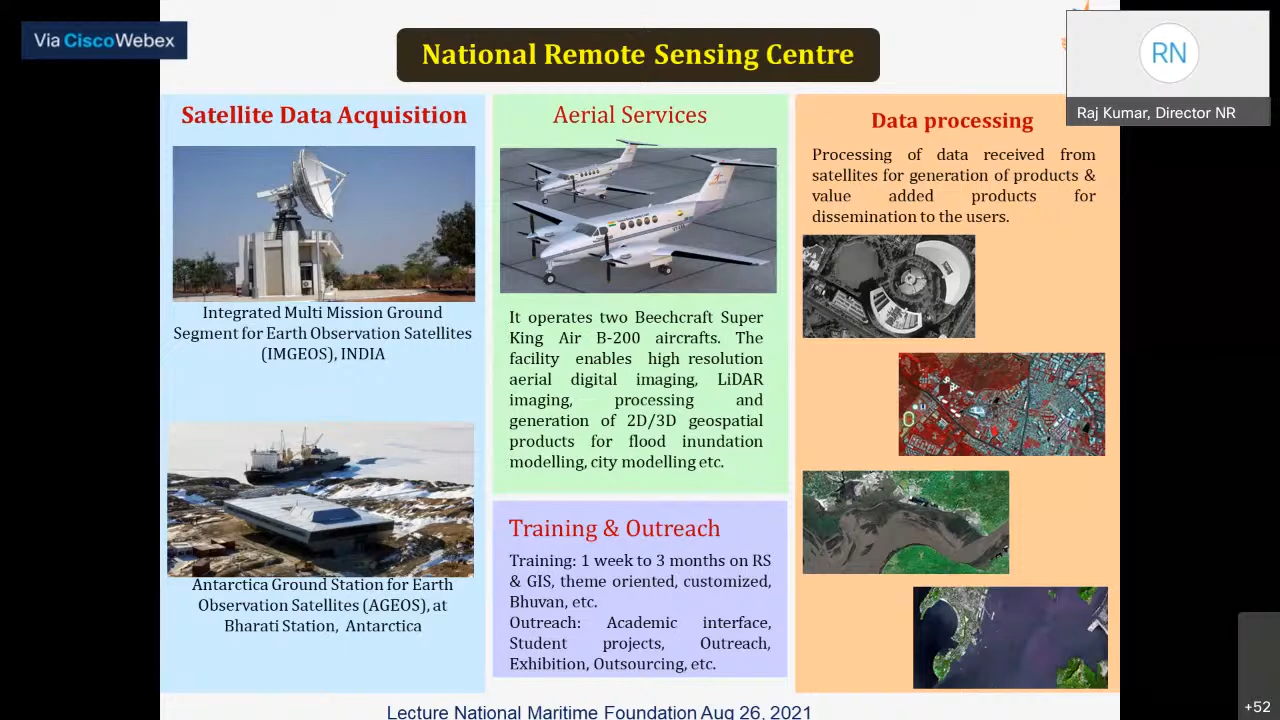 Via Cisco Webex
National Remote Sensing Centre
RN
Raj Kumar, Director NR
Satellite Data Acquisition
Integrated Multi Mission Ground
Segment for Earth Observation Satellites
(IMGEOS), INDIA
Antarctica Ground Station for Earth
Observation Satellites (AGEOS), at
Bharati Station, Antarctica
Aerial Services
It operates two Beechcraft Super
King Air B-200 aircrafts. The
facility enables high resolution
aerial digital imaging, LiDAR
imaging, processing and
generation of 2D/3D geospatial
products for flood inundation
modelling, city modelling etc.
Training & Outreach
Training: 1 week to 3 months on RS
& GIS, theme oriented, customized,
Bhuvan, etc.
Outreach: Academic interface,
Student projects, Outreach,
Exhibition, Outsourcing, etc.
Data processing
Processing of data received from
satellites for generation of products &
value added products for
dissemination to the users.
Lecture National Maritime Foundation Aug 26, 2021
+52